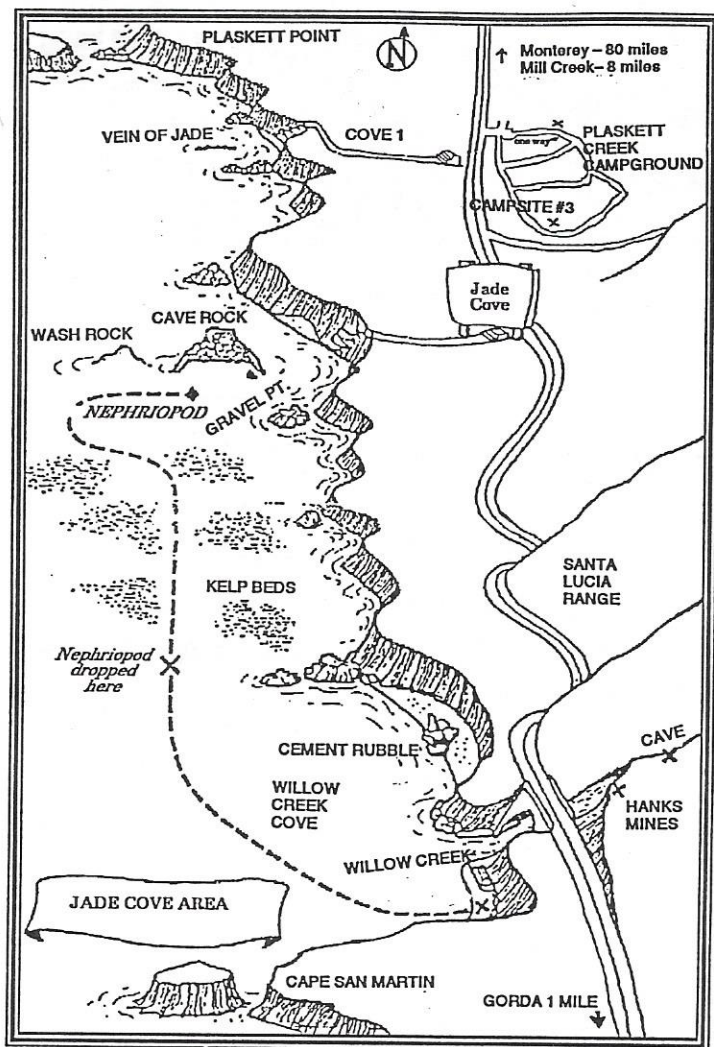 PLASKETT POINT
N
Monterey – 80 miles
Mill Creek– 8 miles
VEIN OF JADE
COVE 1
one way
PLASKETT
CREEK
CAMPGROUND
CAMPSITE #3
Jade
Cove
CAVE ROCK
WASH ROCK
NEPHRIOPOD
GRAVEL PT.
SANTA
LUCIA
RANGE
KELP BEDS
Nephriopod
dropped
here
CAVE
CEMENT RUBBLE
WILLOW
CREEK
COVE
HANKS
MINES
WILLOW CREEK
JADE COVE AREA
CAPE SAN MARTIN
GORDA 1 MILE